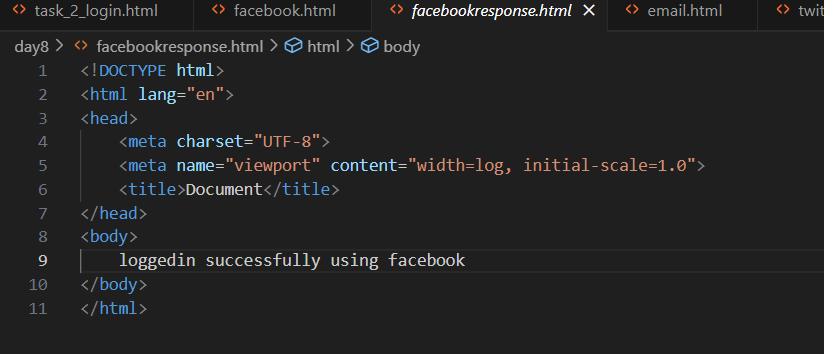 task_2_login.html facebook.html facebookresponse.html email.html twit
day8 > facebookresponse.html > html > body
1 <!DOCTYPE html>
2 <html lang="en">
3 <head>
4 <meta charset="UTF-8">
5 <meta name="viewport" content="width=log, initial-scale=1.0">
6 <title>Document</title>
7 </head>
8 <body>
9 loggedin successfully using facebook
10 </body>
11 </html>